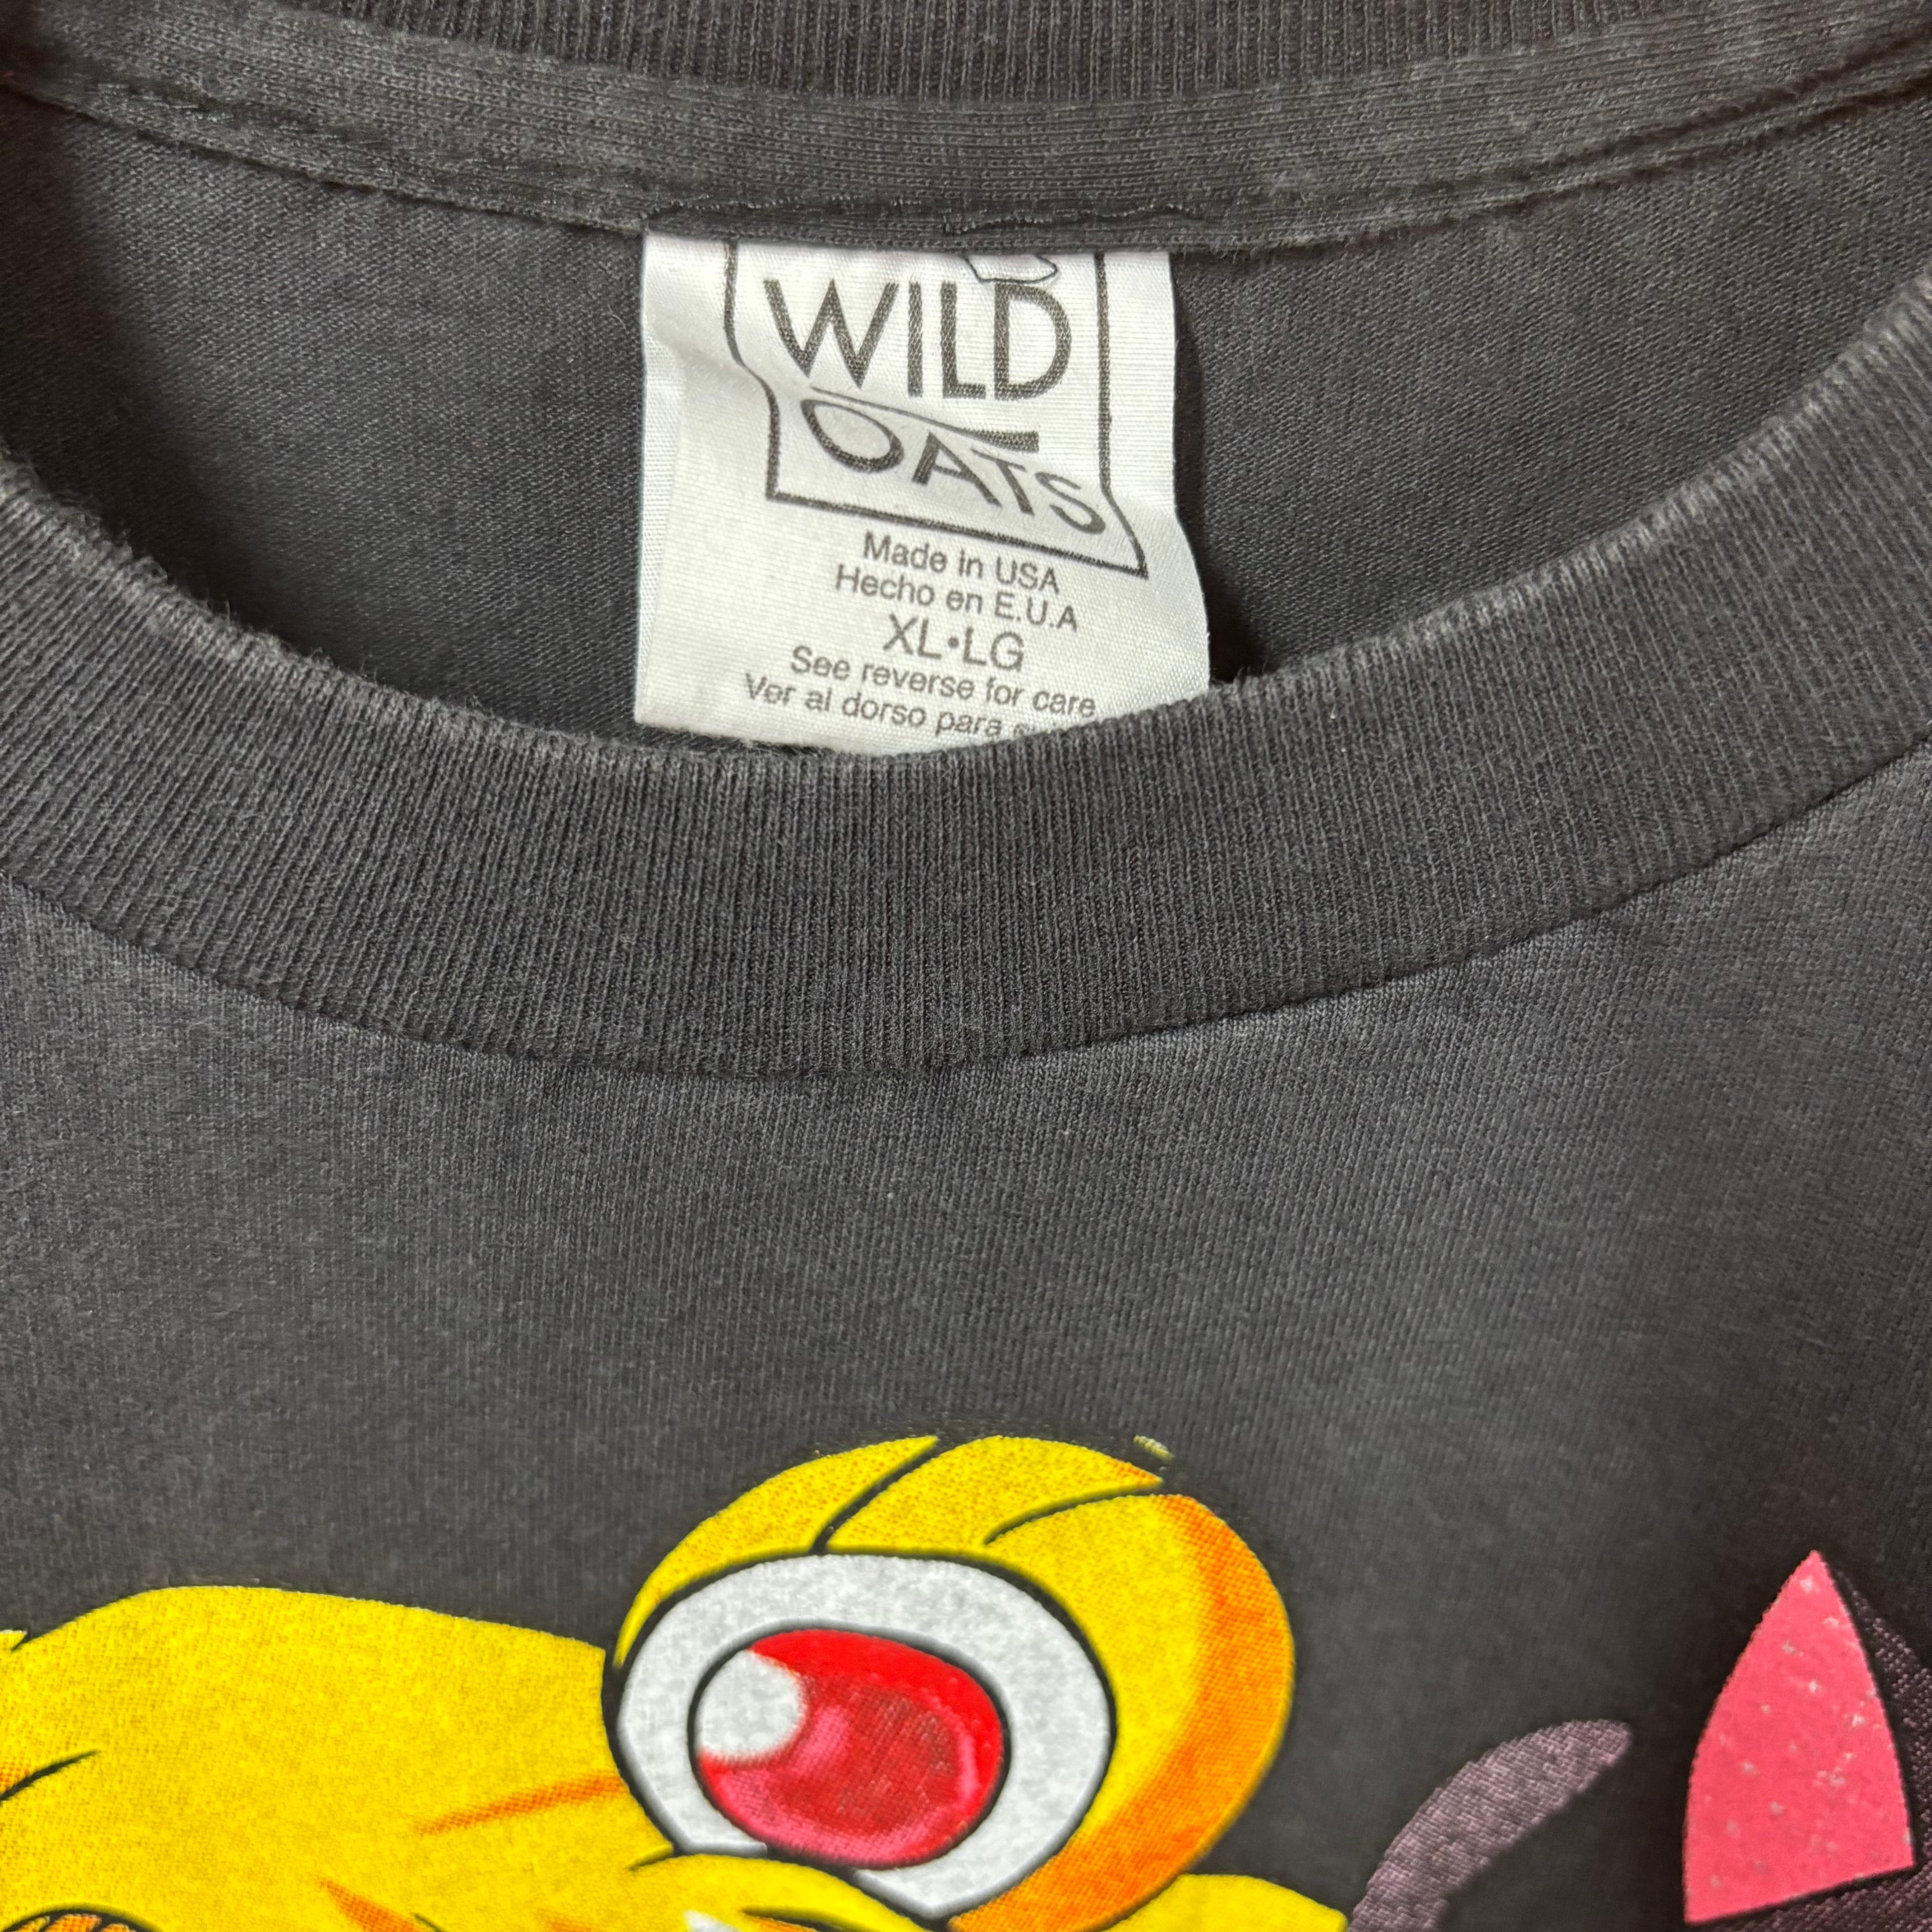 WILD
OATS
Made in USA
Hecho en E.U.A
XL•LG
See reverse for care
Ver al dorso para